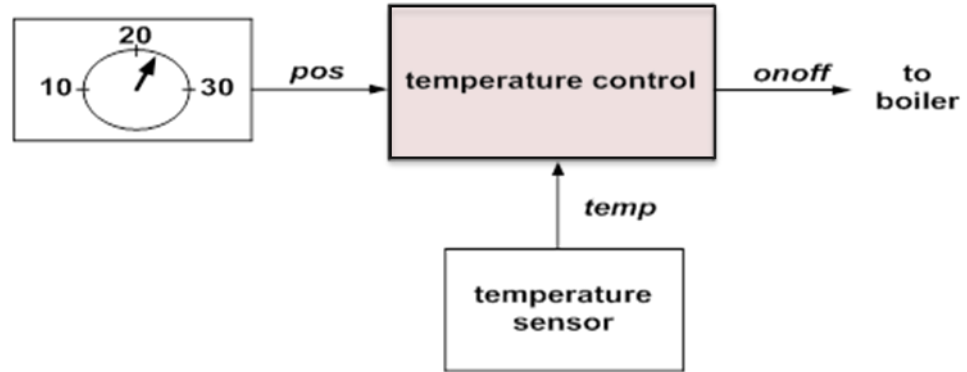 20
10
30
pos
temperature control
onoff
to
boiler
temp
temperature
sensor